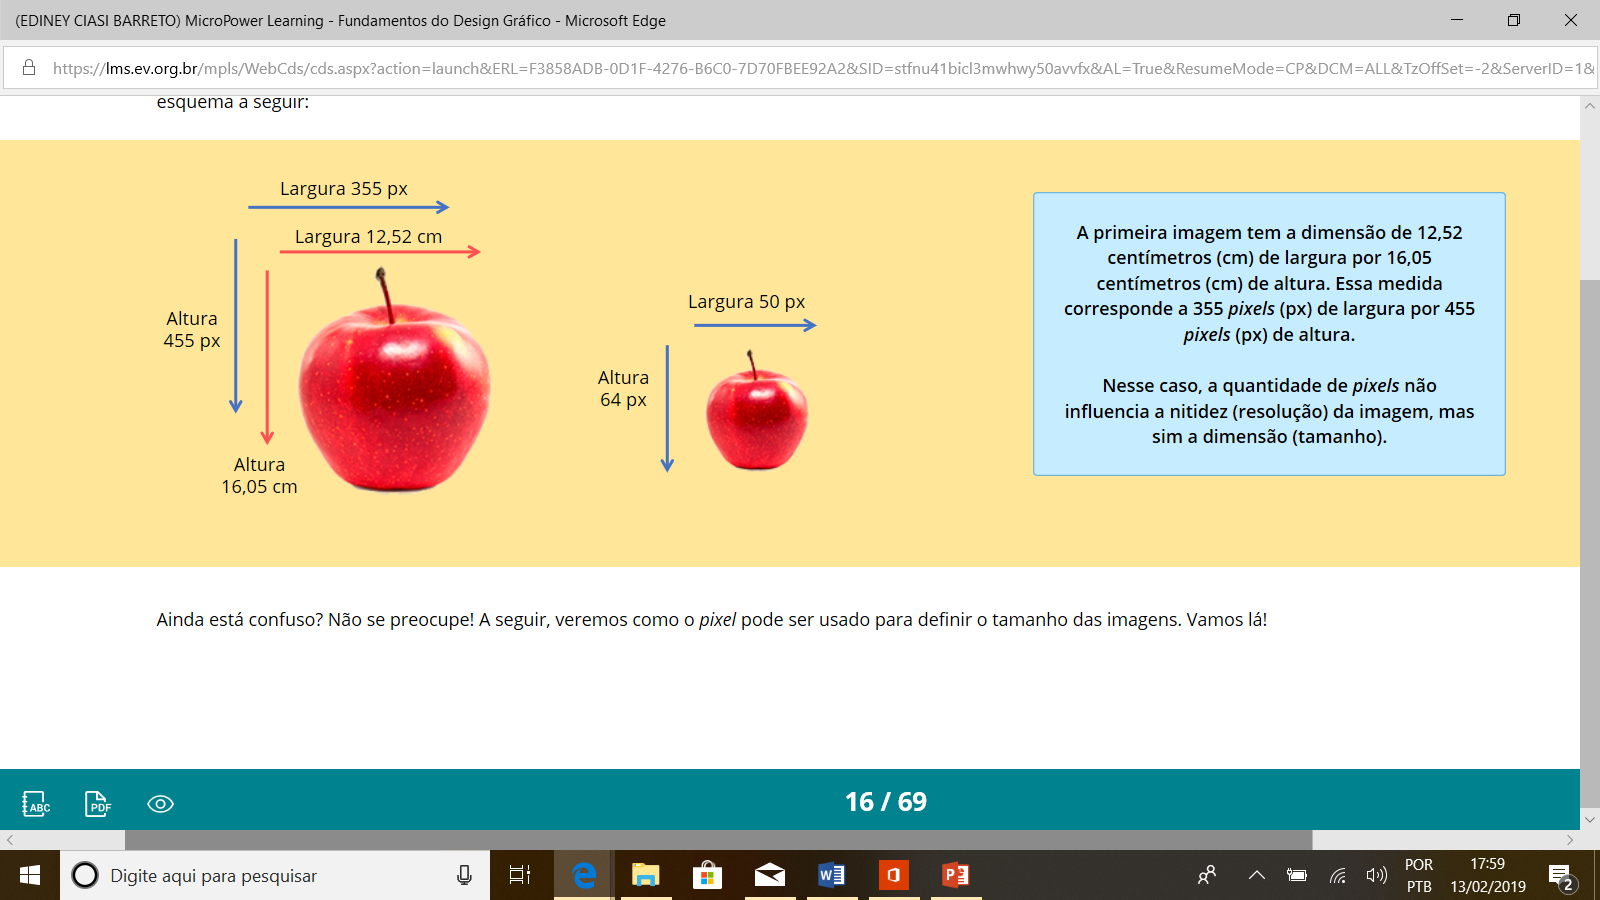 (EDINEY CIASI BARRETO) MicroPower Learning - Fundamentos do Design Gráfico - Microsoft Edge
https://lms.ev.org.br/mpls/WebCds/cds.aspx?action=launch&ERL=F3858ADB-0D1F-4276-B6C0-7D70FBEE92A2&SID=stfnu41bicl3mwhwy50avvfx&AL=True&ResumeMode=CP&DCM=ALL&TzOffSet=-2&ServerID=1&
esquema a seguir:
Largura 355 px
Largura 12,52 cm
Altura
455 px
Altura
16,05 cm
Largura 50 px
Altura
64 px
A primeira imagem tem a dimensão de 12,52
centímetros (cm) de largura por 16,05
centímetros (cm) de altura. Essa medida
corresponde a 355 pixels (px) de largura por 455
pixels (px) de altura.
Nesse caso, a quantidade de pixels não
influencia a nitidez (resolução) da imagem, mas
sim a dimensão (tamanho).
Ainda está confuso? Não se preocupe! A seguir, veremos como o pixel pode ser usado para definir o tamanho das imagens. Vamos lá!
ABC
PDF
16 / 69
Digite aqui para pesquisar
POR
PTB
17:59
13/02/2019
2